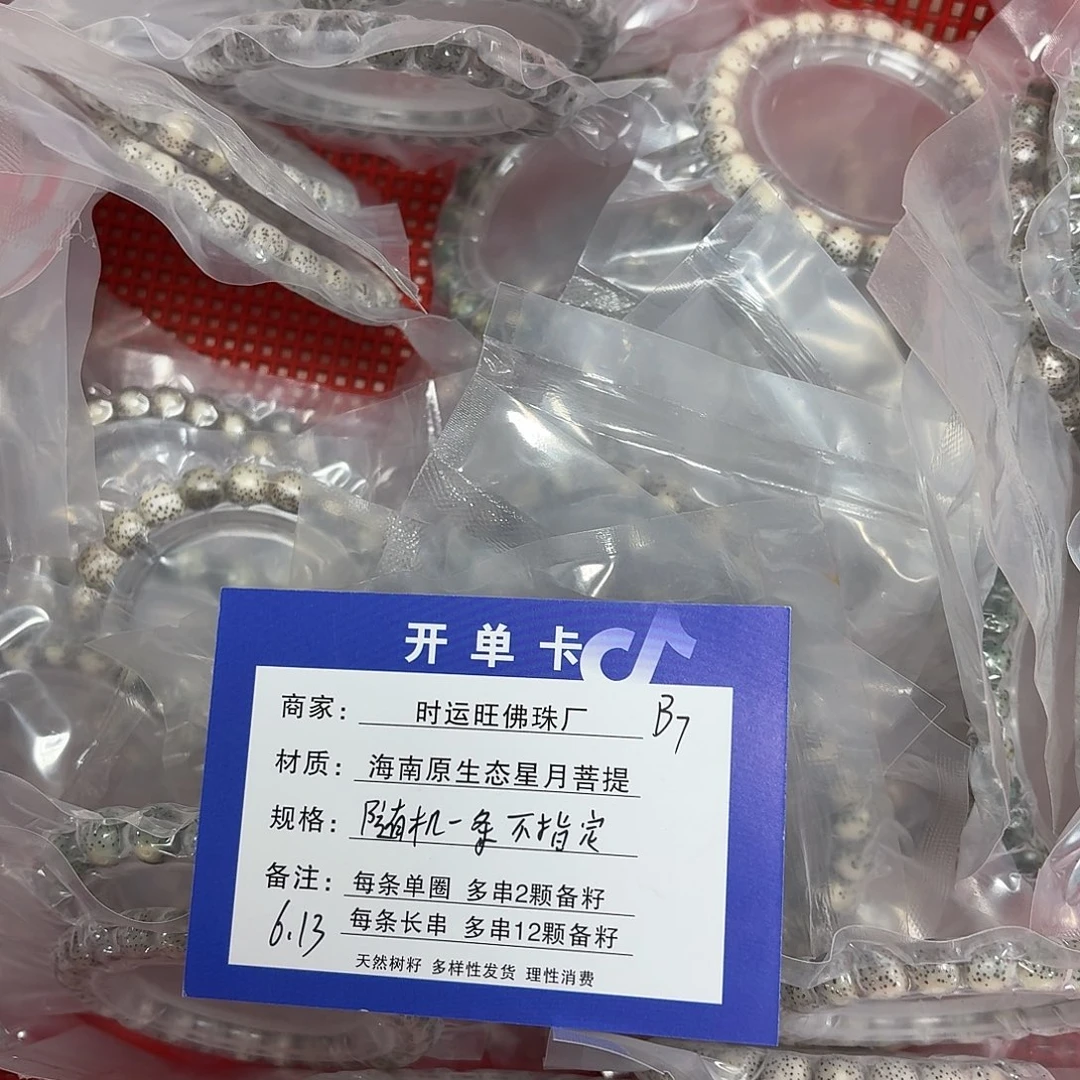 开单卡
商家： 时运旺佛珠厂 B7
材质： 海南原生态星月菩提
规格： 随机一条不指定
备注： 每条单圈 多串2颗备籽
6.13 每条长串 多串12颗备籽
天然树籽 多样性发货 理性消费